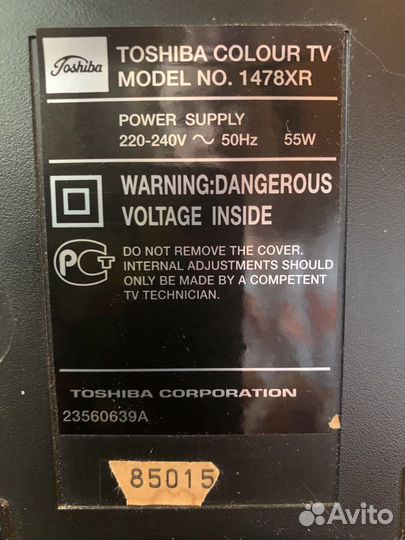 Toshiba
TOSHIBA COLOUR TV
MODEL NO. 1478XR
POWER SUPPLY
220-240V ～ 50Hz 55W
WARNING:DANGEROUS
VOLTAGE INSIDE
РСТ
DO NOT REMOVE THE COVER.
INTERNAL ADJUSTMENTS SHOULD
ONLY BE MADE BY A COMPETENT
TV TECHNICIAN.
TOSHIBA CORPORATION
23560639A
85015
Avito